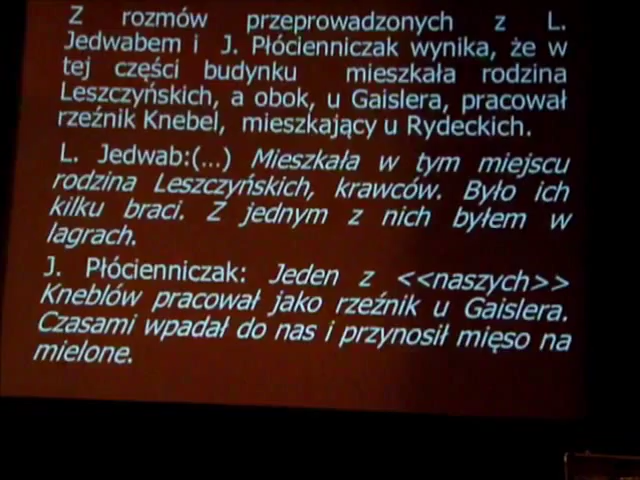 Z rozmów przeprowadzonych z L.
Jedwabem i J. Płócienniczak wynika, że w
tej części budynku mieszkała rodzina
Leszczyńskich, a obok, u Gaislera, pracował
rzeźnik Knebel, mieszkający u Rydeckich.
L. Jedwab:(...) Mieszkała w tym miejscu
rodzina Leszczyńskich, krawców. Było ich
kilku braci. Z jednym z nich byłem w
lagrach.
J. Płócienniczak: Jeden z <<naszych>>
Kneblów pracował jako rzeźnik u Gaislera.
Czasami wpadał do nas i przynosił mięso na
mielone.